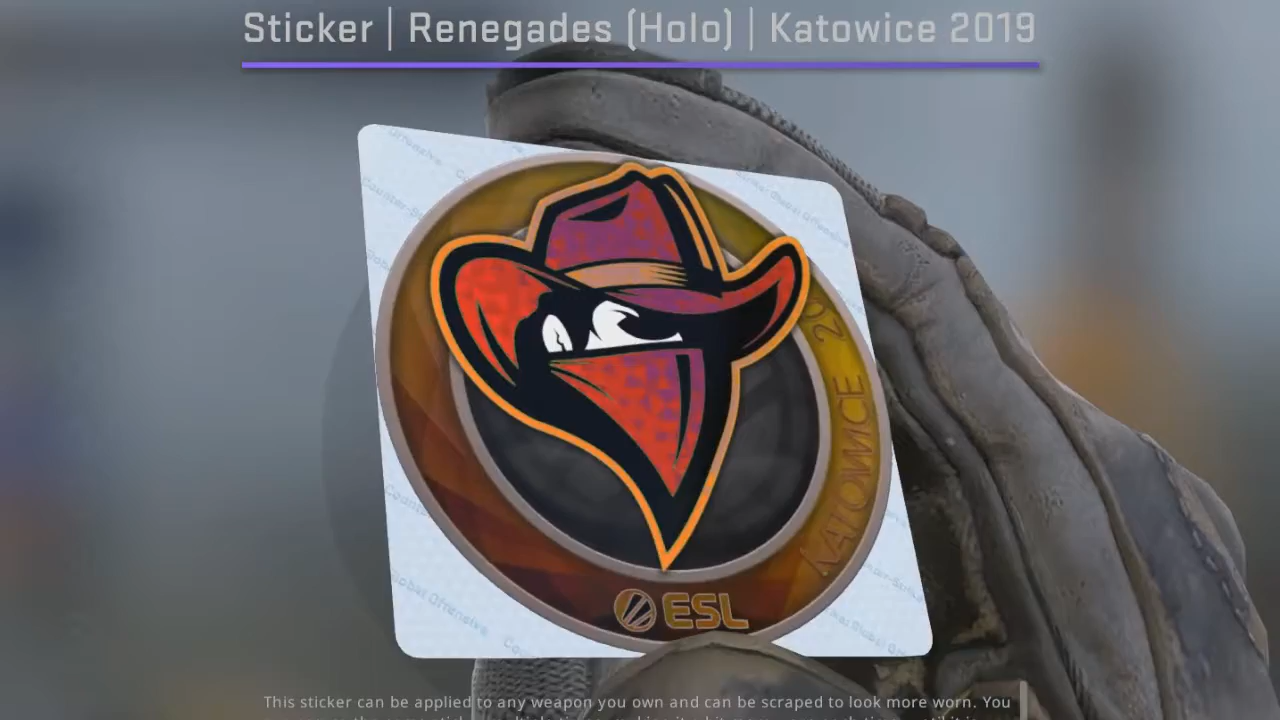 Sticker | Renegades (Holo) | Katowice 2019
KATOWICE 20
ESL
This sticker can be applied to any weapon you own and can be scraped to look more worn. You